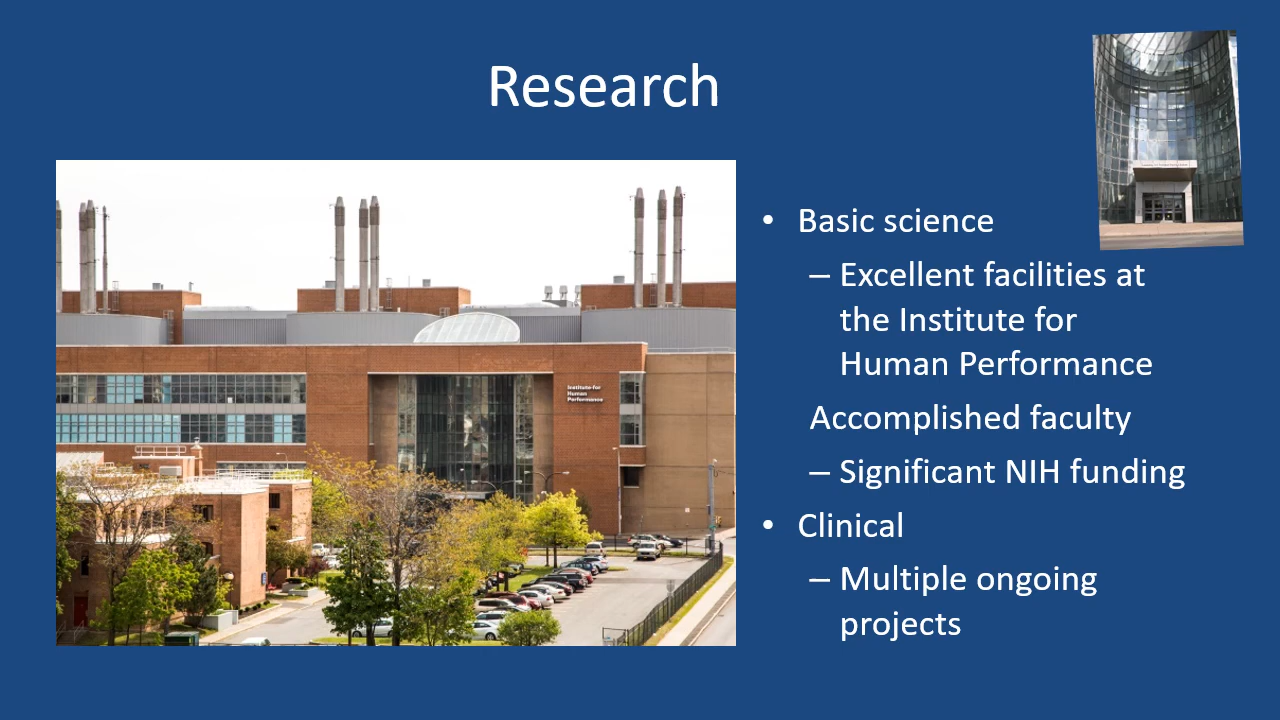 Research
Institute for
Human
Performance
• Basic science
– Excellent facilities at
the Institute for
Human Performance
Accomplished faculty
– Significant NIH funding
• Clinical
– Multiple ongoing
projects